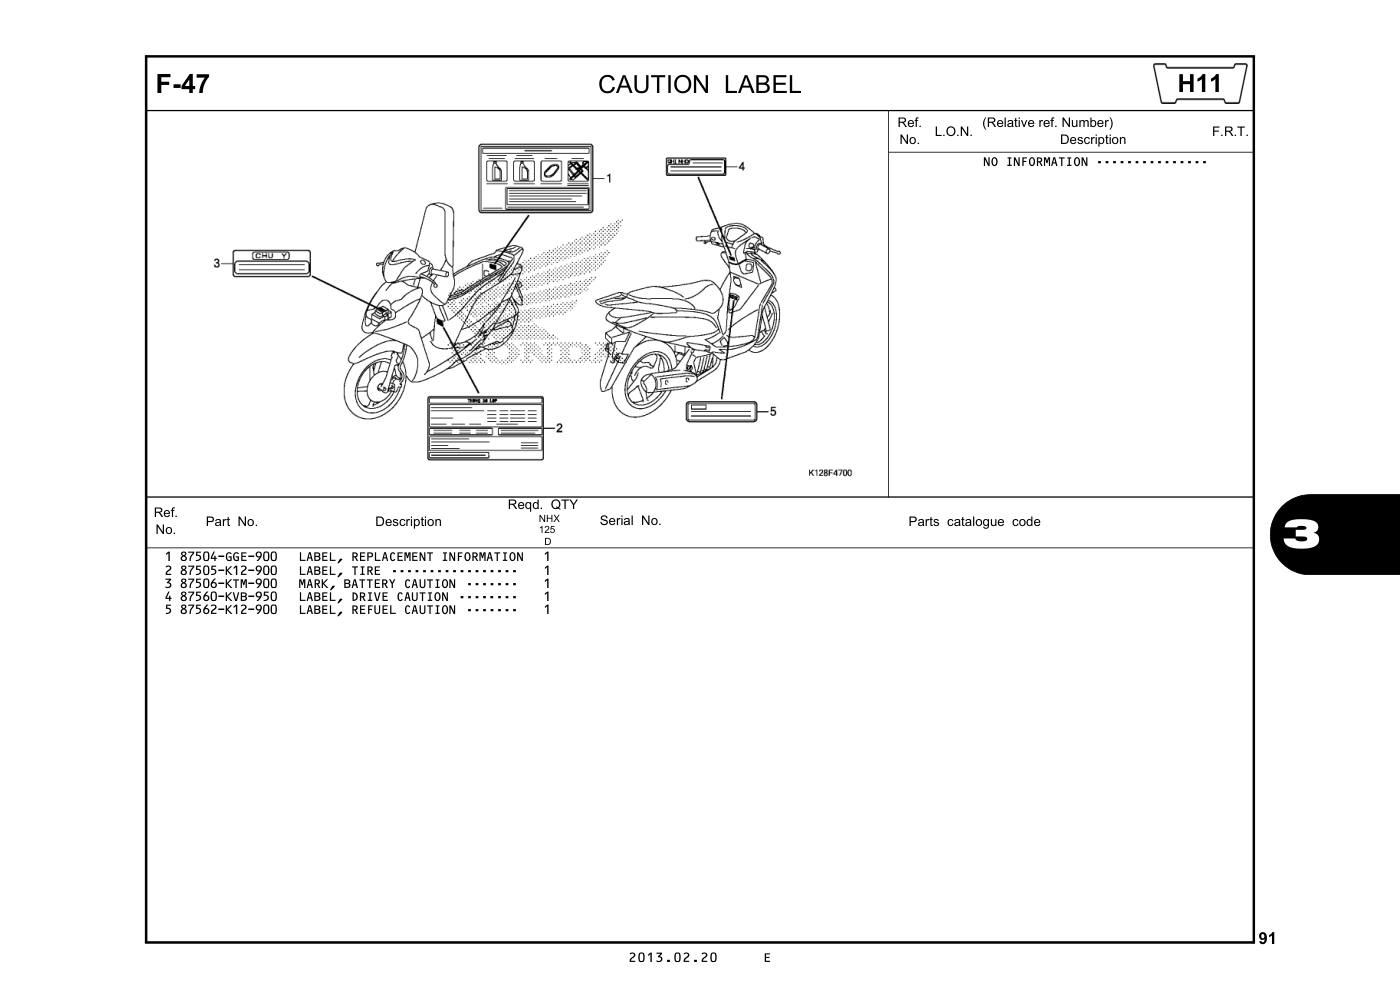 F-47 CAUTION LABEL H11
Ref. No. L.O.N. (Relative ref. Number) Description F.R.T.
NO INFORMATION ---------------
1
4
3
CHU Y
HONDA
THONG SO LOP
2
5
K128F4700
Ref. No. Part No. Description Reqd. QTY NHX 125 D Serial No. Parts catalogue code
1 87504-GGE-900 LABEL, REPLACEMENT INFORMATION 1
2 87505-K12-900 LABEL, TIRE ----------------- 1
3 87506-KTM-900 MARK, BATTERY CAUTION ------- 1
4 87560-KVB-950 LABEL, DRIVE CAUTION -------- 1
5 87562-K12-900 LABEL, REFUEL CAUTION ------- 1
3
91
2013.02.20 E